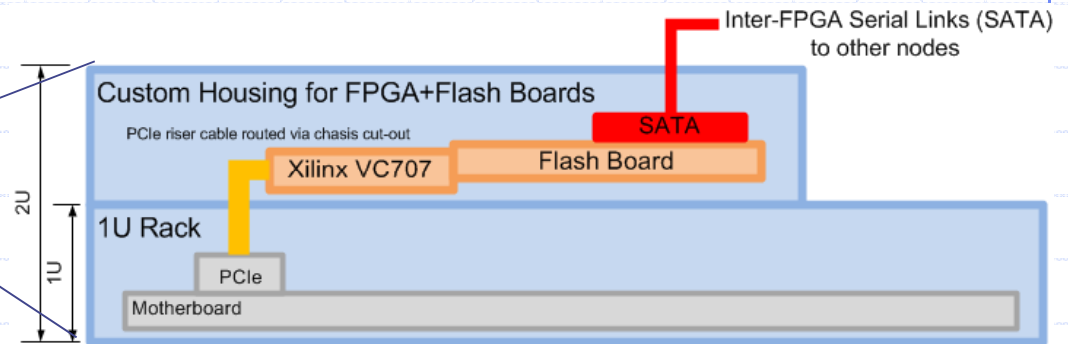 Inter-FPGA Serial Links (SATA)
to other nodes
Custom Housing for FPGA+Flash Boards
PCIe riser cable routed via chasis cut-out
SATA
Xilinx VC707
Flash Board
2U
1U Rack
1U
PCIe
Motherboard